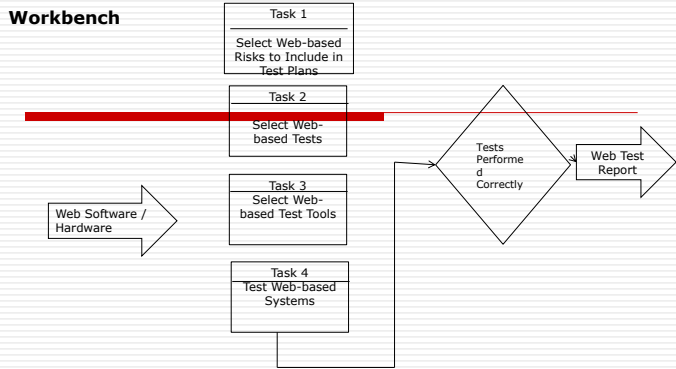 Workbench
Task 1
Select Web-based
Risks to Include in
Test Plans
Task 2
Select Web-
based Tests
Task 3
Select Web-
based Test Tools
Task 4
Test Web-based
Systems
Web Software /
Hardware
Tests
Performe
d
Correctly
Web Test
Report